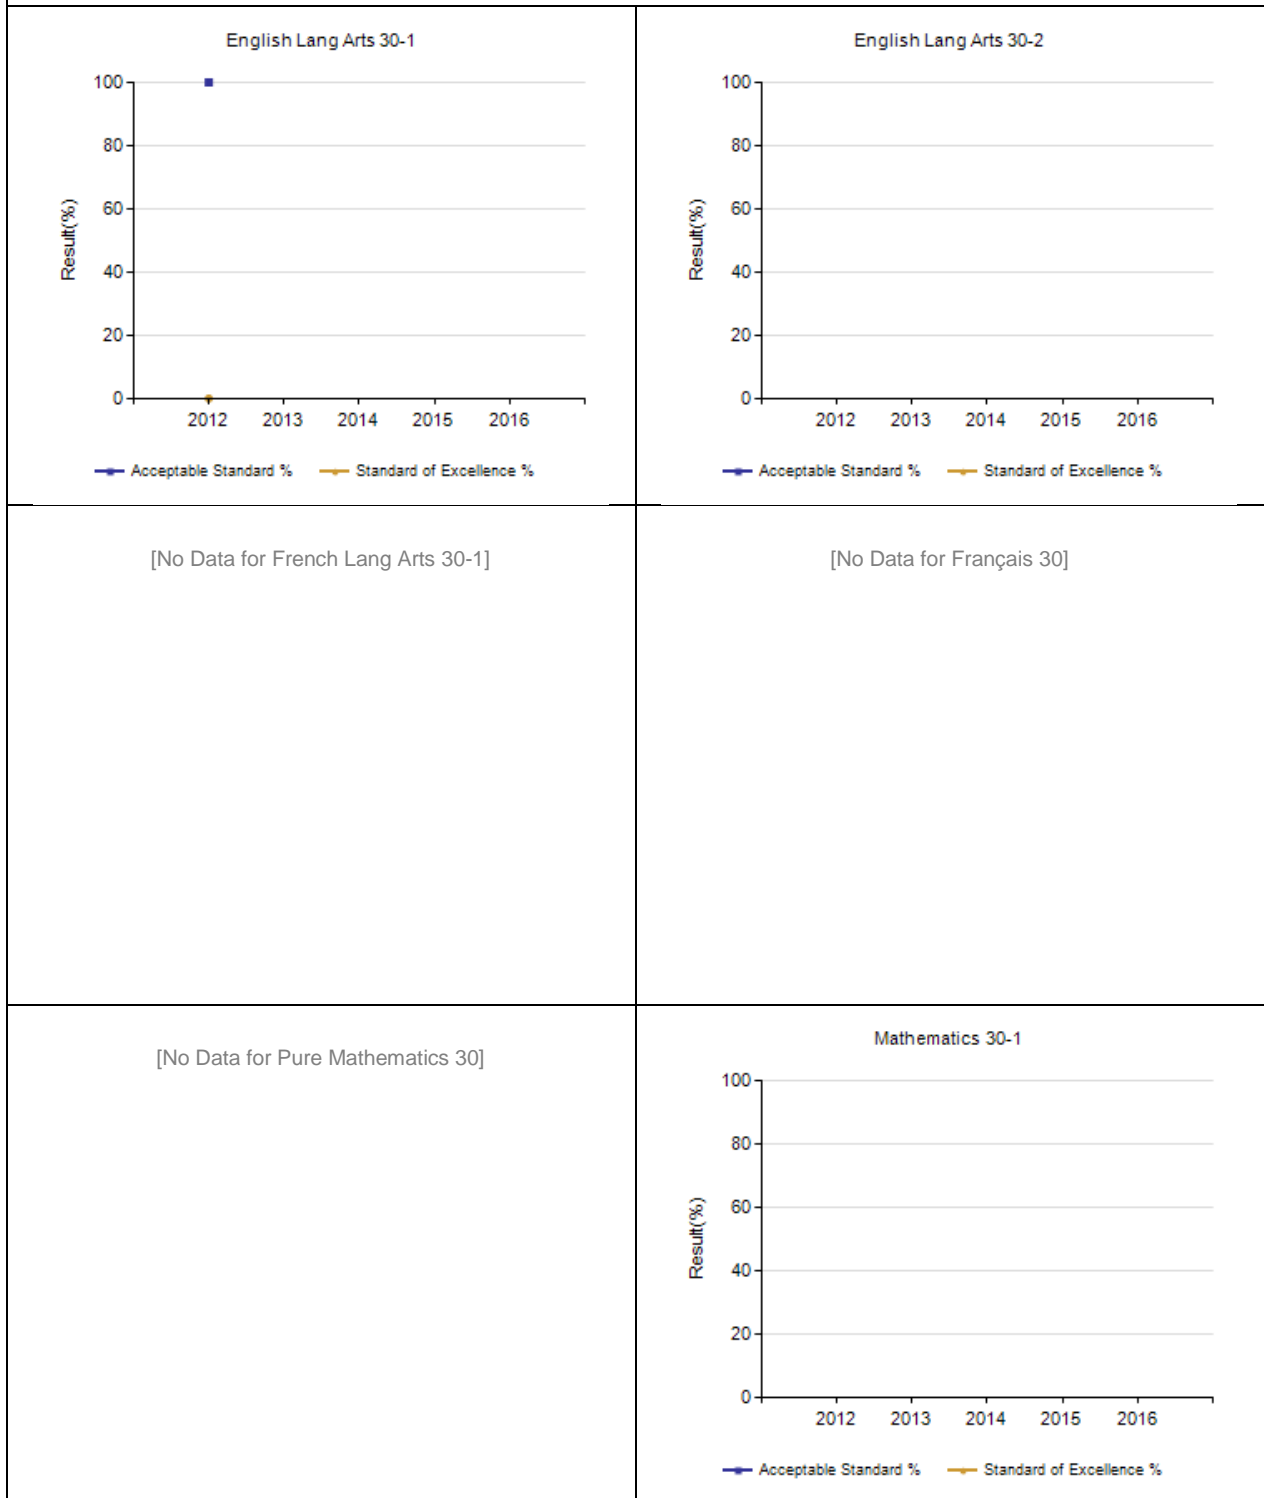 English Lang Arts 30-1
100
80
60
40
20
0
Result(%)
2012 2013 2014 2015 2016
Acceptable Standard % Standard of Excellence %
English Lang Arts 30-2
100
80
60
40
20
0
Result(%)
2012 2013 2014 2015 2016
Acceptable Standard % Standard of Excellence %
[No Data for French Lang Arts 30-1]
[No Data for Français 30]
[No Data for Pure Mathematics 30]
Mathematics 30-1
100
80
60
40
20
0
Result(%)
2012 2013 2014 2015 2016
Acceptable Standard % Standard of Excellence %